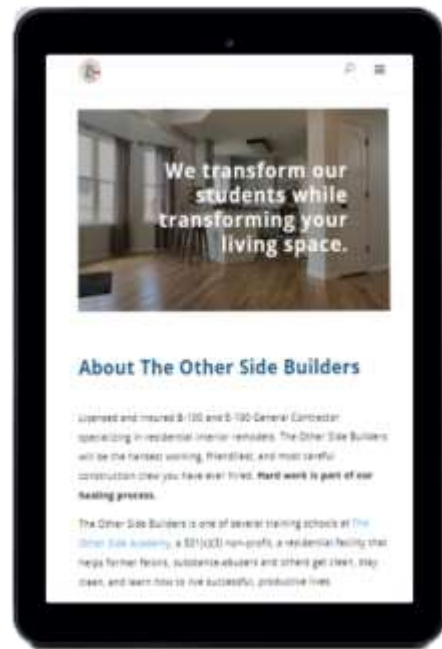 We transform our
students while
transforming your
living space.
About The Other Side Builders
Licensed and insured B-100 and E-100 General Contractor
specializing in residential interior remodels. The Other Side Builders
will be the hardest working, friendliest, and most careful
construction crew you have ever hired. Hard work is part of our
healing process.
The Other Side Builders is one of several training schools at The
Other Side Academy, a 501(c)(3) non-profit, a residential facility that
helps former felons, substance-abusers and others get clean, stay
clean, and learn how to live successful, productive lives.